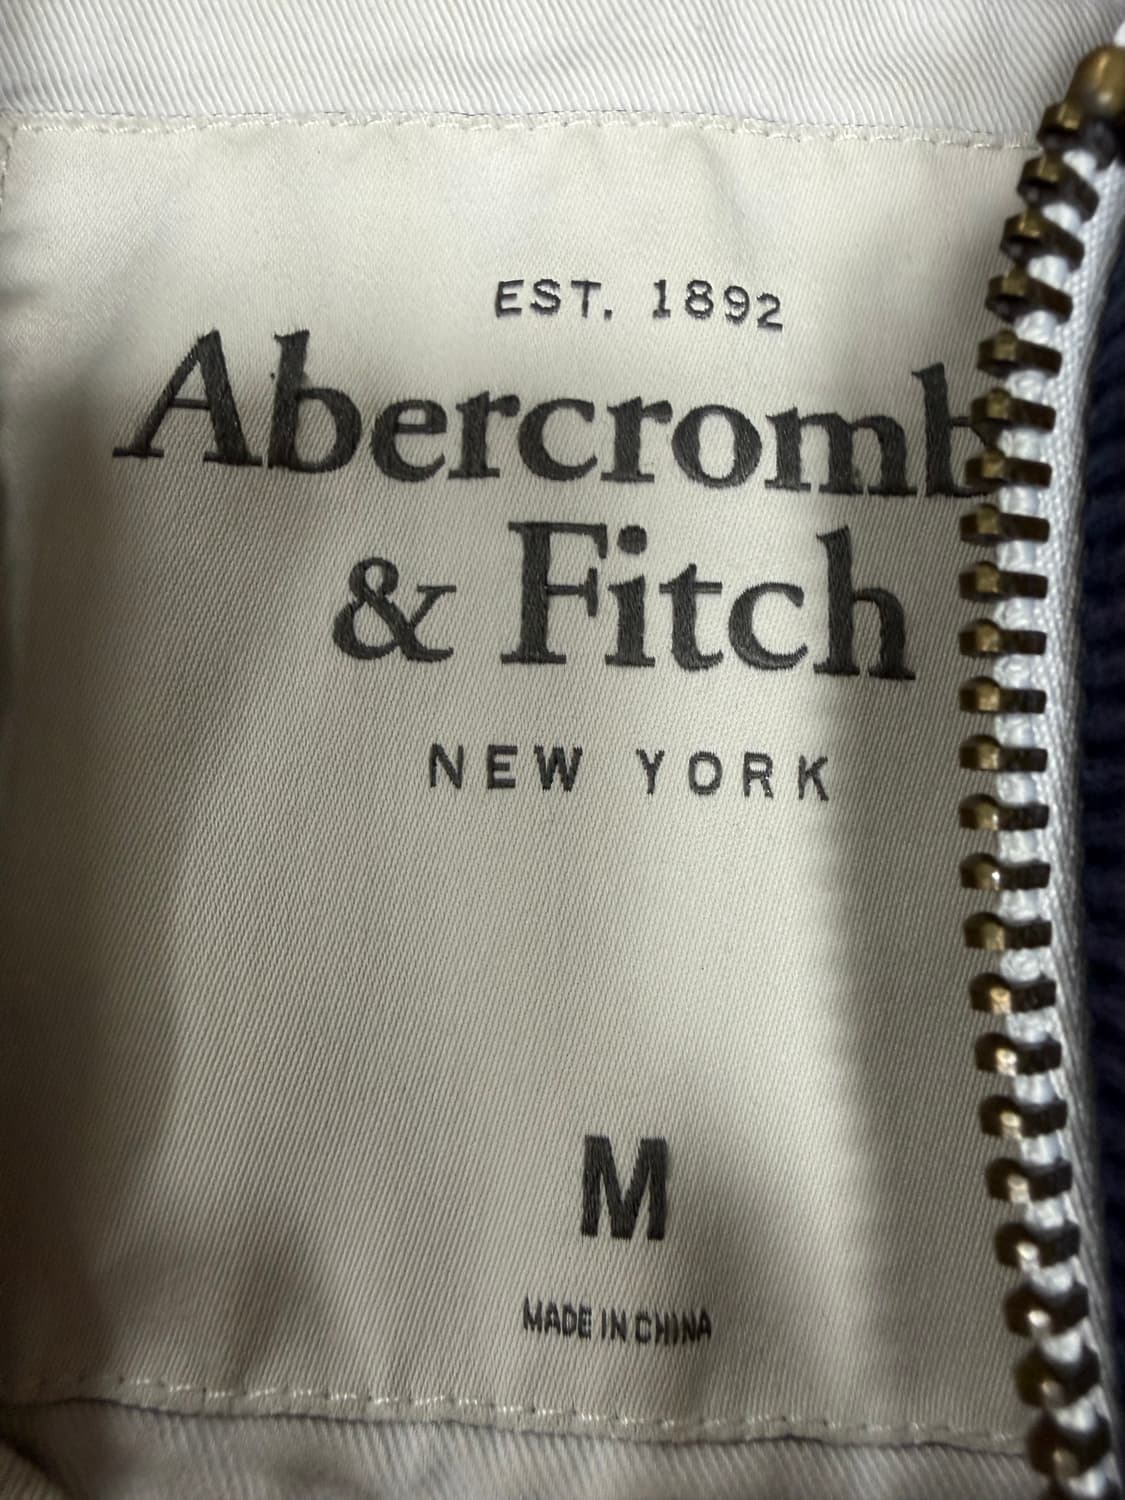 EST. 1892
Abercromb
& Fitch
NEW YORK
M
MADE IN CHINA